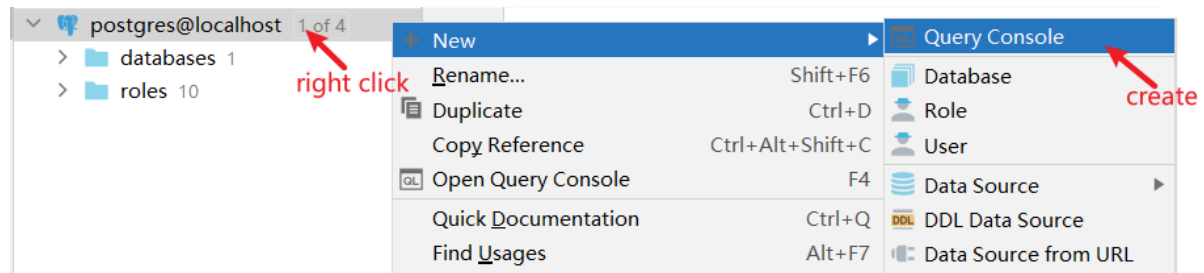 postgres@localhost 1 of 4
databases 1
roles 10
right click
New
Rename... Shift+F6
Duplicate Ctrl+D
Copy Reference Ctrl+Alt+Shift+C
QL Open Query Console F4
Quick Documentation Ctrl+Q
Find Usages Alt+F7
QL Query Console
create
Database
Role
User
Data Source
DDL DDL Data Source
Data Source from URL